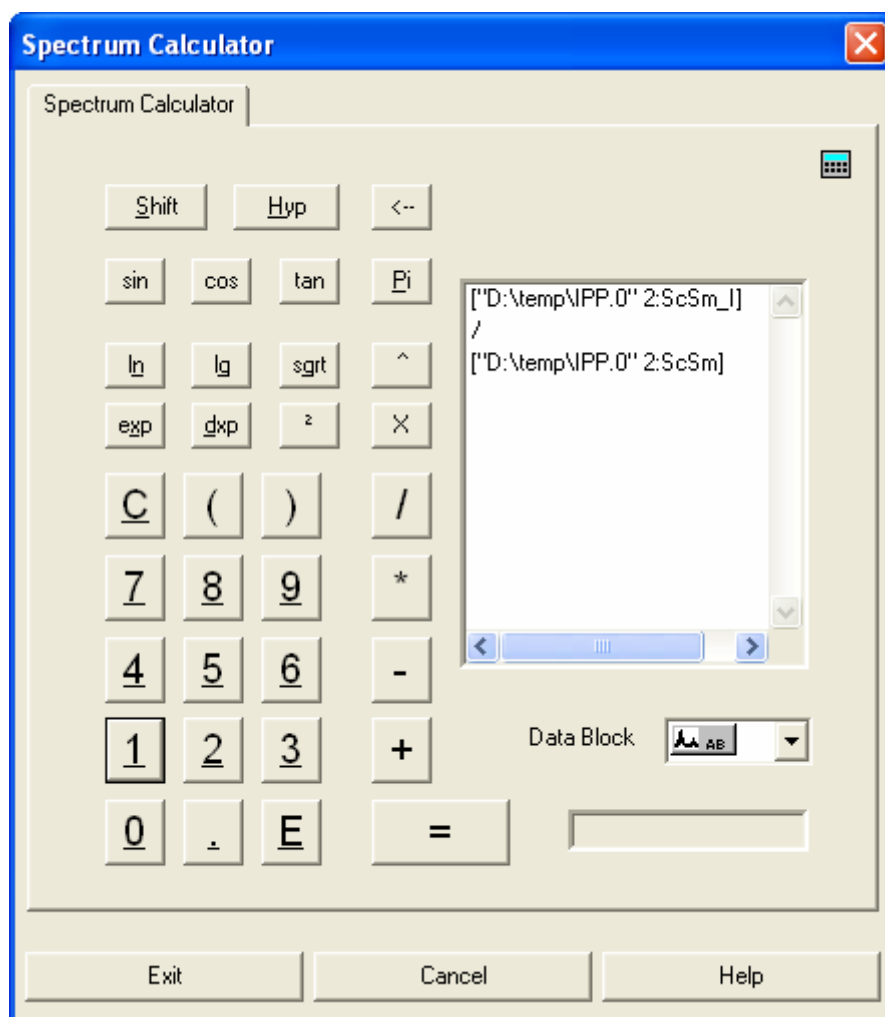 Spectrum Calculator
Spectrum Calculator
Shift Hyp <--
sin cos tan Pi
["D:\temp\IPP.0" 2:ScSm_I]
/
["D:\temp\IPP.0" 2:ScSm]
ln lg sqrt ^
exp dxp ² X
C ( ) /
7 8 9 *
4 5 6 -
1 2 3 +
Data Block AB
0 . E =
Exit Cancel Help